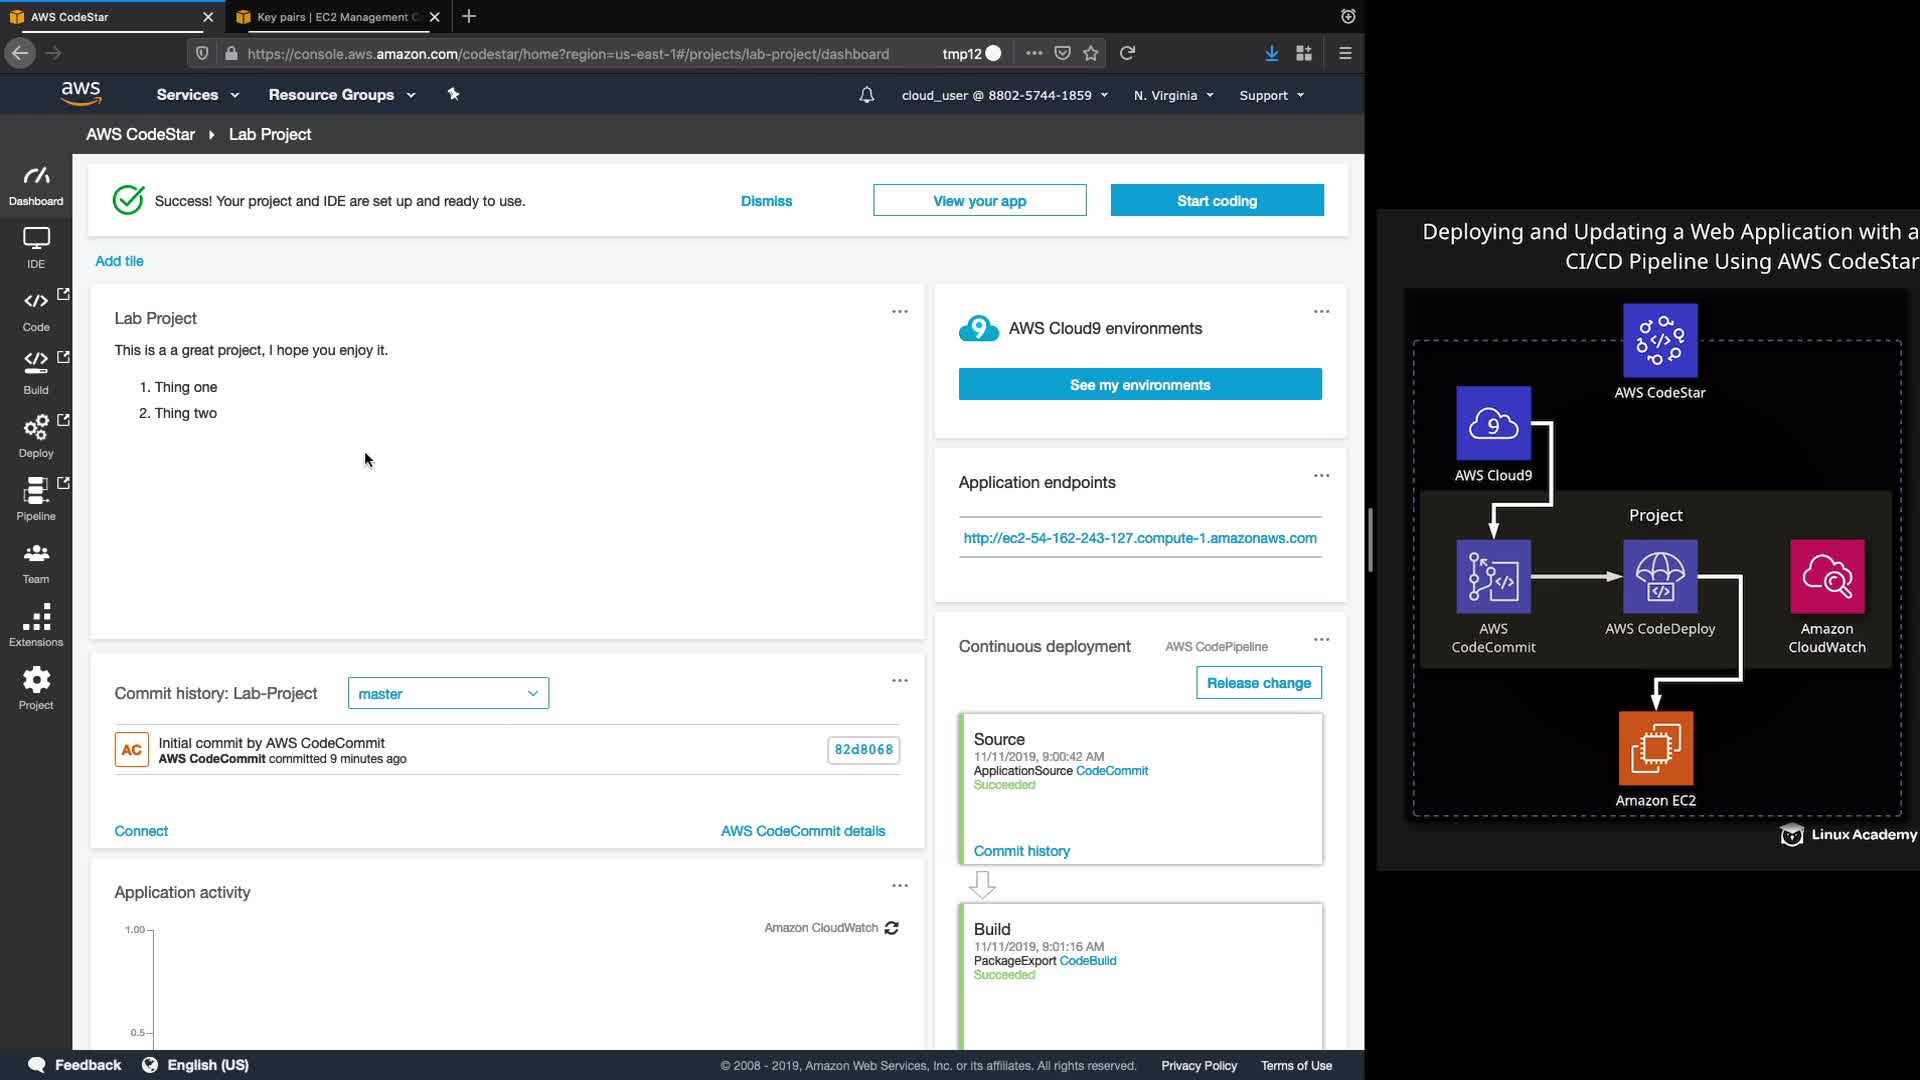 AWS CodeStar
Key pairs | EC2 Management C
https://console.aws.amazon.com/codestar/home?region=us-east-1#/projects/lab-project/dashboard
tmp12
aws
Services
Resource Groups
cloud_user @ 8802-5744-1859
N. Virginia
Support
AWS CodeStar
Lab Project
Dashboard
IDE
Code
Build
Deploy
Pipeline
Team
Extensions
Project
Success! Your project and IDE are set up and ready to use.
Dismiss
View your app
Start coding
Add tile
Lab Project
This is a a great project, I hope you enjoy it.
1. Thing one
2. Thing two
Commit history: Lab-Project
master
AC
Initial commit by AWS CodeCommit
AWS CodeCommit committed 9 minutes ago
82d8068
Connect
AWS CodeCommit details
Application activity
Amazon CloudWatch
1.00
0.5
9
AWS Cloud9 environments
See my environments
Application endpoints
http://ec2-54-162-243-127.compute-1.amazonaws.com
Continuous deployment
AWS CodePipeline
Release change
Source
11/11/2019, 9:00:42 AM
ApplicationSource CodeCommit
Succeeded
Commit history
Build
11/11/2019, 9:01:16 AM
PackageExport CodeBuild
Succeeded
Feedback
English (US)
© 2008 - 2019, Amazon Web Services, Inc. or its affiliates. All rights reserved.
Privacy Policy
Terms of Use
Deploying and Updating a Web Application with a
CI/CD Pipeline Using AWS CodeStar
AWS CodeStar
9
AWS Cloud9
Project
AWS
CodeCommit
AWS CodeDeploy
Amazon
CloudWatch
Amazon EC2
Linux Academy